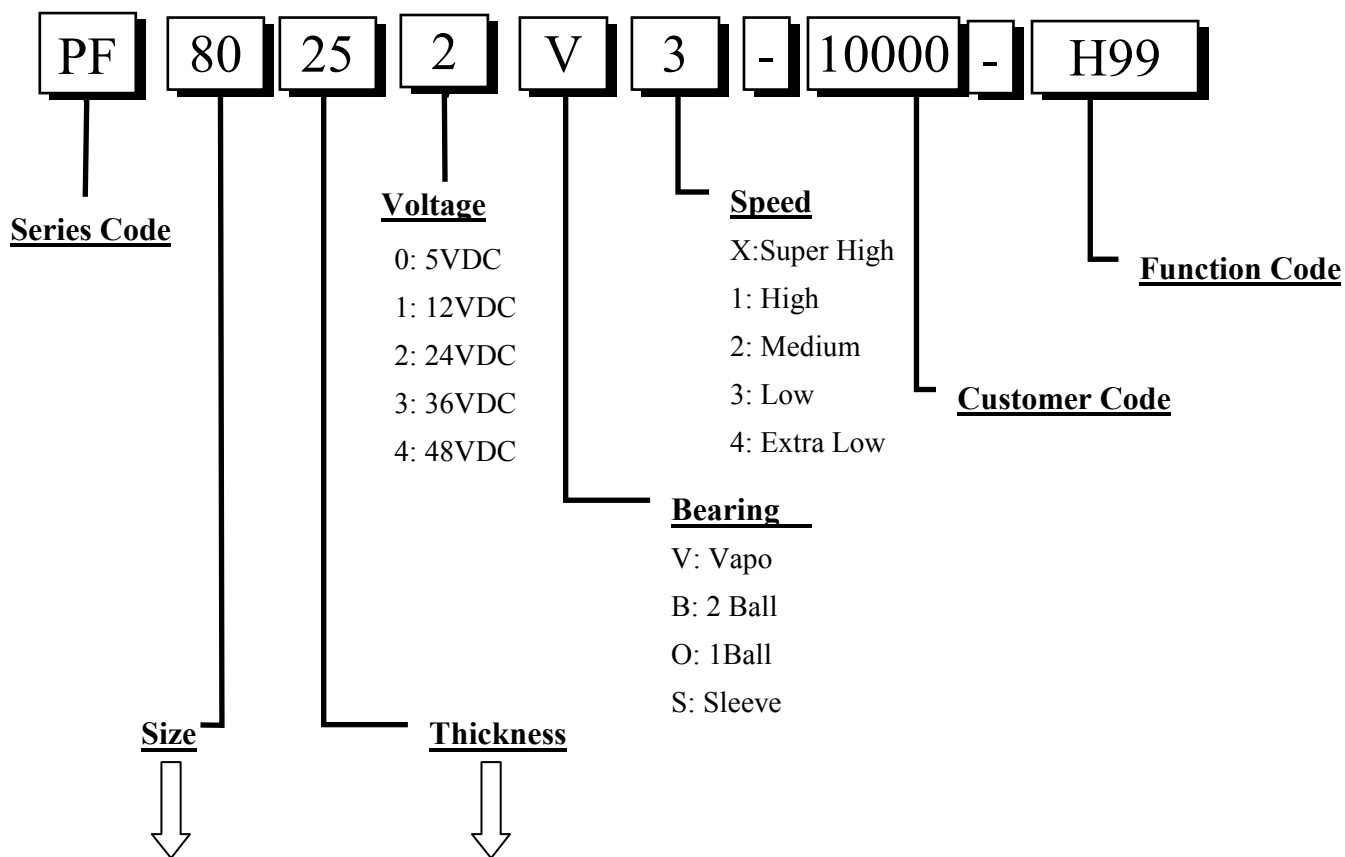 PF 80 25 2 V 3 - 10000 - H99
Series Code
Voltage
0: 5VDC
1: 12VDC
2: 24VDC
3: 36VDC
4: 48VDC
Speed
X:Super High
1: High
2: Medium
3: Low
4: Extra Low
Function Code
Customer Code
Bearing
V: Vapo
B: 2 Ball
O: 1Ball
S: Sleeve
Size
Thickness